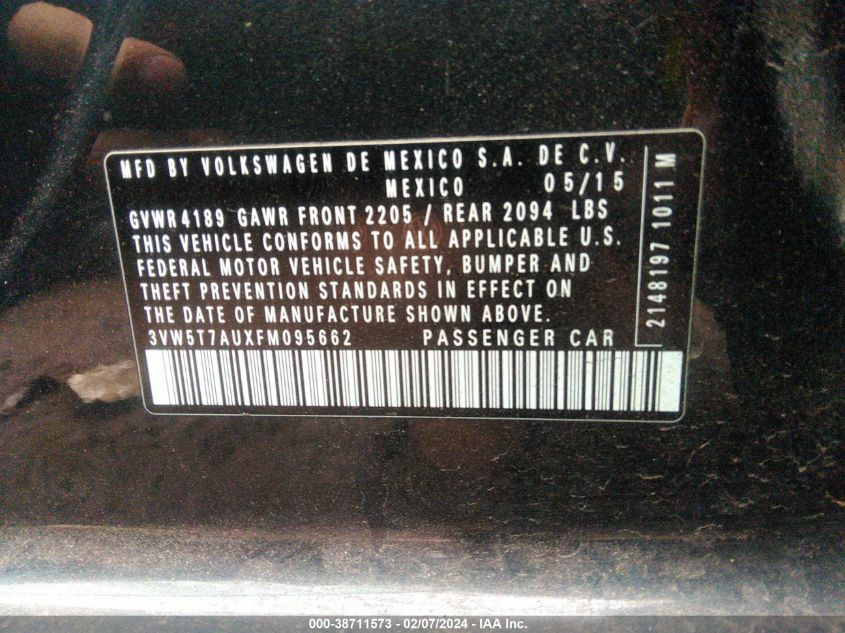 MFD BY VOLKSWAGEN DE MEXICO S.A. DE C.V.
MEXICO 05/15
GVWR 4189 GAWR FRONT 2205 / REAR 2094 LBS
THIS VEHICLE CONFORMS TO ALL APPLICABLE U.S.
FEDERAL MOTOR VEHICLE SAFETY, BUMPER AND
THEFT PREVENTION STANDARDS IN EFFECT ON
THE DATE OF MANUFACTURE SHOWN ABOVE.
3VW5T7AUXFM095662 PASSENGER CAR
2148197 1011 M
000-38711573 - 02/07/2024 - IAA Inc.